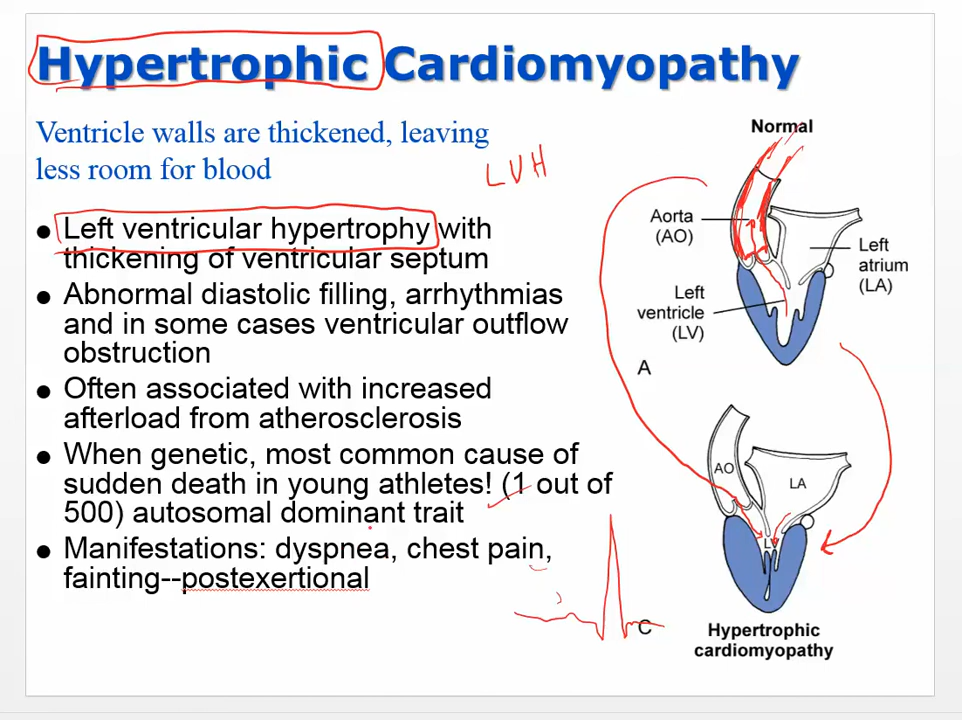 Hypertrophic Cardiomyopathy
Ventricle walls are thickened, leaving
less room for blood
LVH
● Left ventricular hypertrophy with
thickening of ventricular septum
● Abnormal diastolic filling, arrhythmias
and in some cases ventricular outflow
obstruction
● Often associated with increased
afterload from atherosclerosis
● When genetic, most common cause of
sudden death in young athletes! (1 out of
500) autosomal dominant trait
● Manifestations: dyspnea, chest pain,
fainting--postexertional
Normal
Aorta
(AO)
Left
atrium
(LA)
Left
ventricle
(LV)
A
AO
LA
LV
C
Hypertrophic
cardiomyopathy